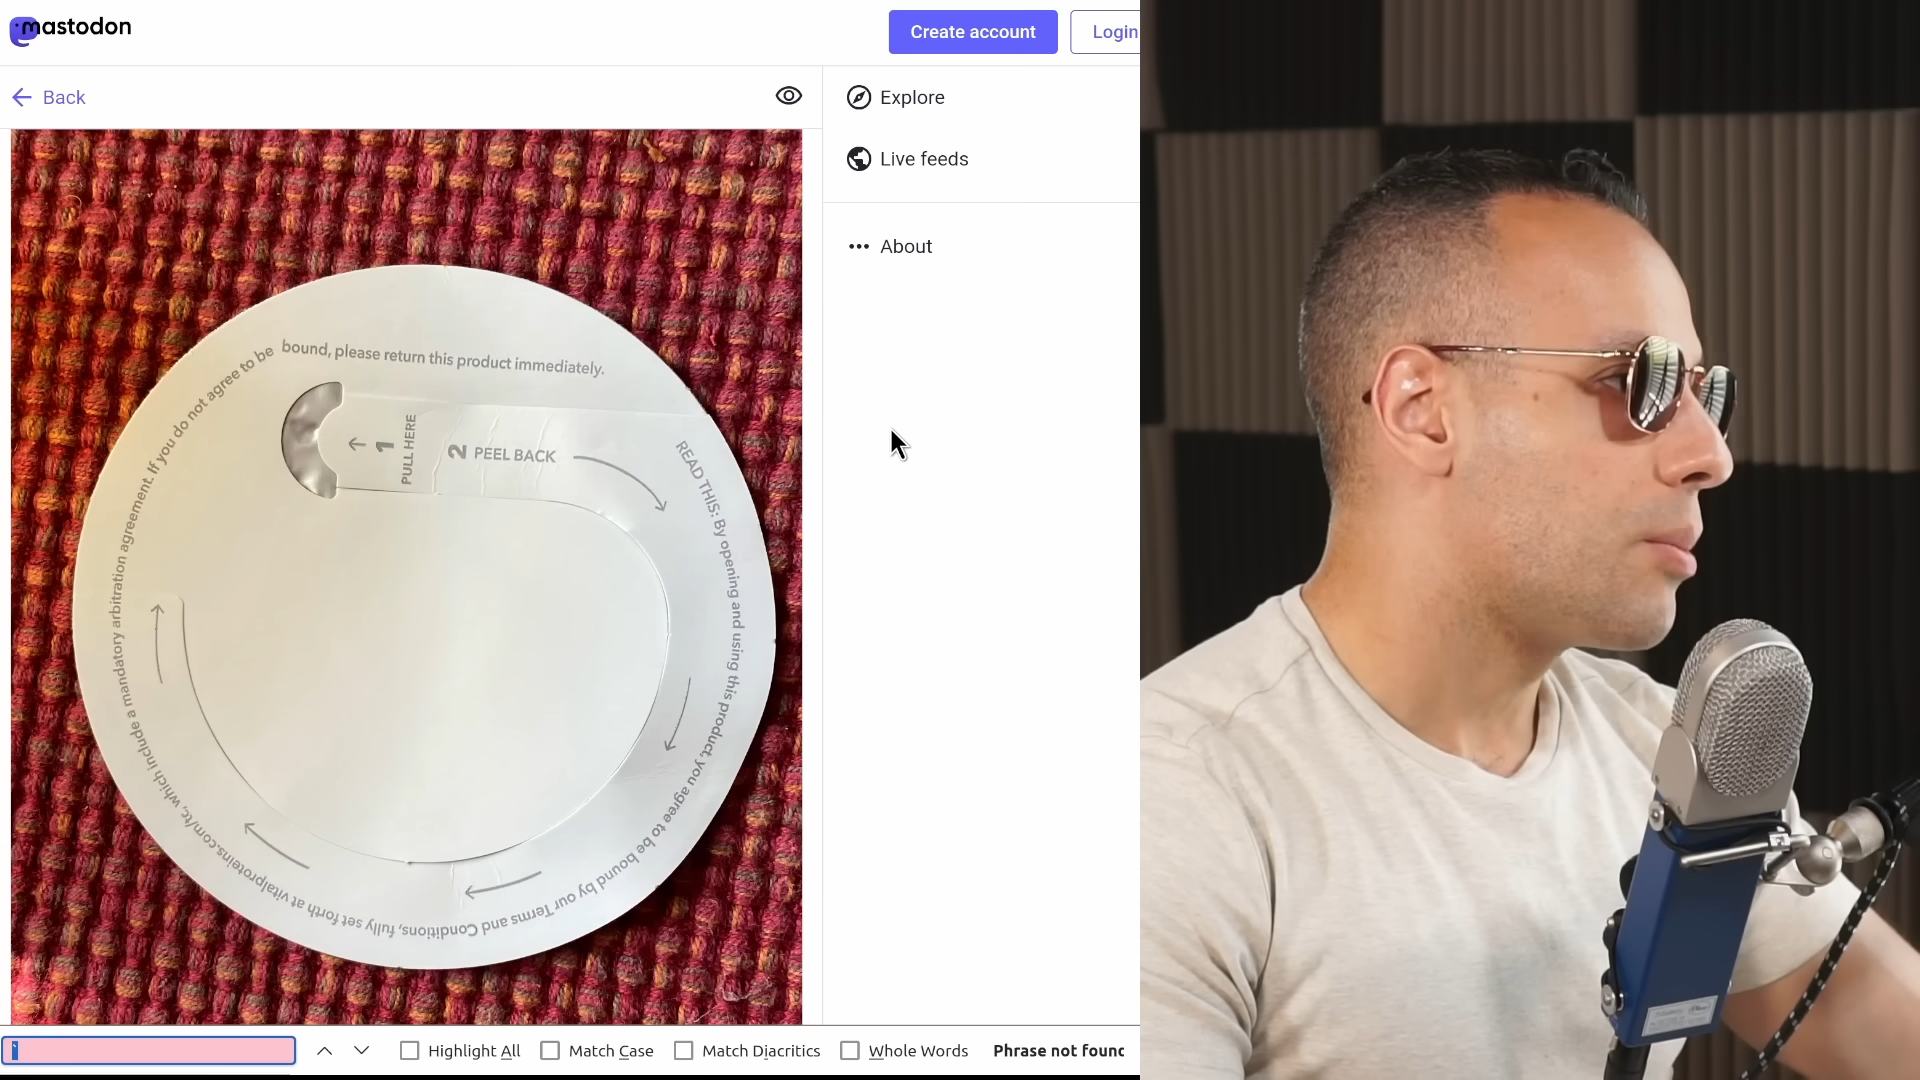 mastodon
Create account
Login
Back
Explore
Live feeds
About
READ THIS: By opening and using this product, you agree to be bound by our Terms and Conditions, fully set forth at vitalproteins.com/tc, which include a mandatory arbitration agreement. If you do not agree to be bound, please return this product immediately.
1
PULL HERE
2 PEEL BACK
Highlight All
Match Case
Match Diacritics
Whole Words
Phrase not found